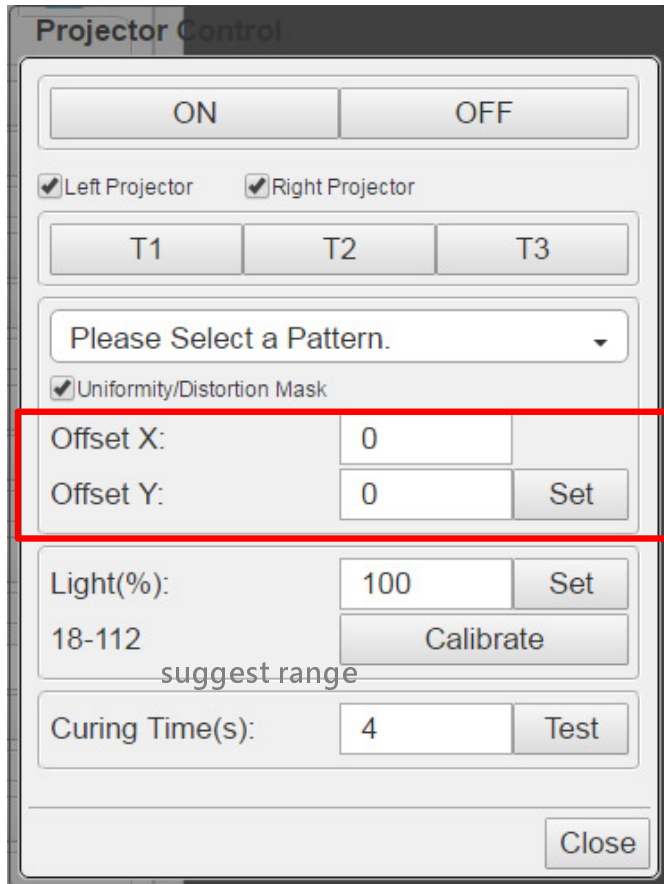 Projector Control
ON OFF
Left Projector Right Projector
T1 T2 T3
Please Select a Pattern.
Uniformity/Distortion Mask
Offset X: 0
Offset Y: 0 Set
Light(%): 100 Set
18-112 Calibrate
suggest range
Curing Time(s): 4 Test
Close